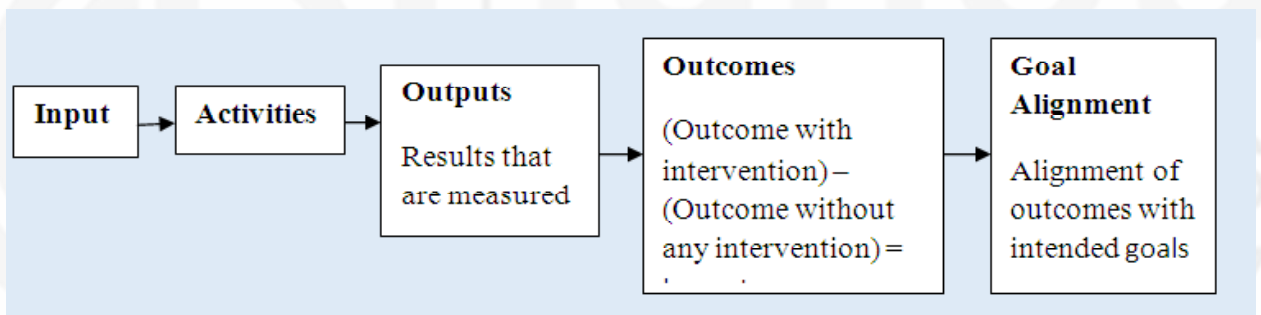 Input
Activities
Outputs
Results that
are measured
Outcomes
(Outcome with
intervention) –
(Outcome without
any intervention) =
Goal
Alignment
Alignment of
outcomes with
intended goals